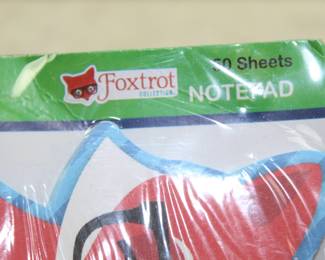 Foxtrot
COLLECTION
50 Sheets
NOTEPAD